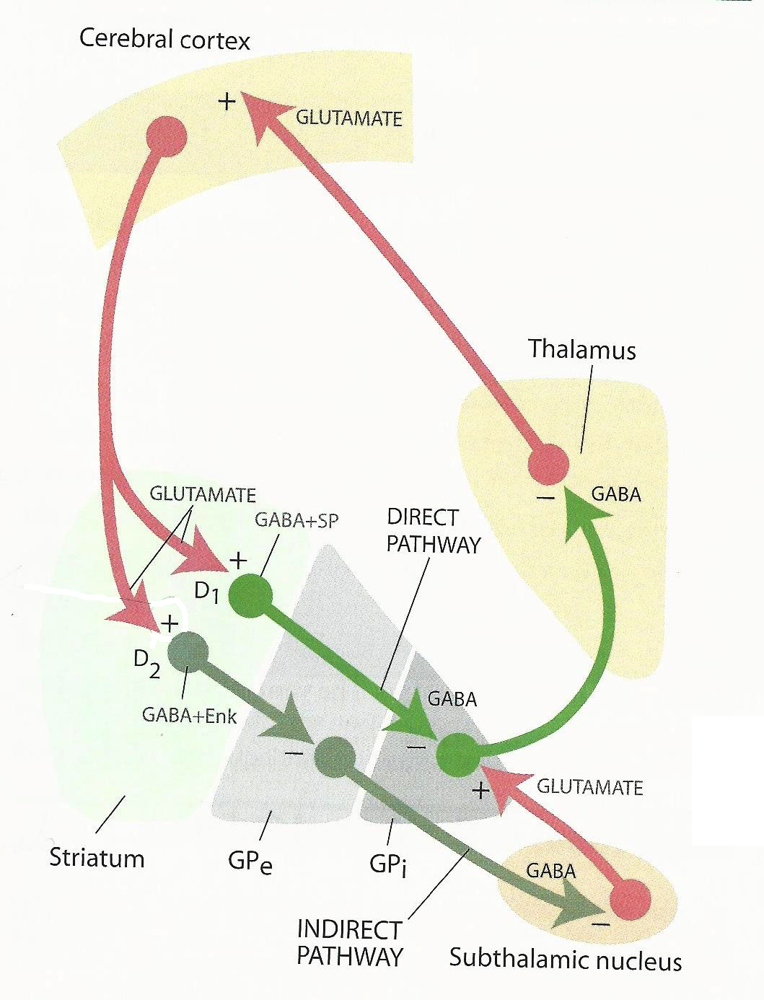 Cerebral cortex
+
GLUTAMATE
Thalamus
− GABA
GLUTAMATE
GABA+SP
DIRECT
PATHWAY
+
D1
+
D2
GABA+Enk
GABA
−
−
+
GLUTAMATE
Striatum
GPe
GPi
GABA
−
INDIRECT
PATHWAY
Subthalamic nucleus